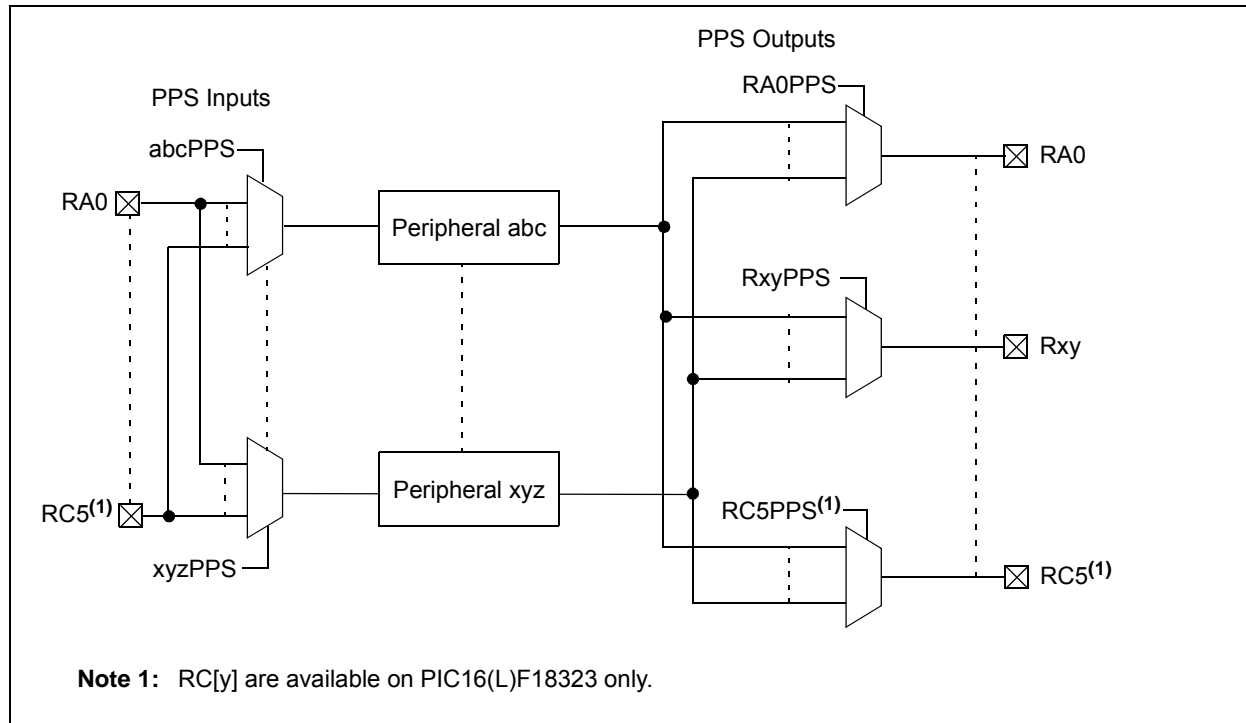 PPS Outputs
RA0PPS
PPS Inputs
abcPPS
RA0
RA0
Peripheral abc
RxyPPS
Rxy
Peripheral xyz
RC5(1)
RC5PPS(1)
xyzPPS
RC5(1)
Note 1: RC[y] are available on PIC16(L)F18323 only.